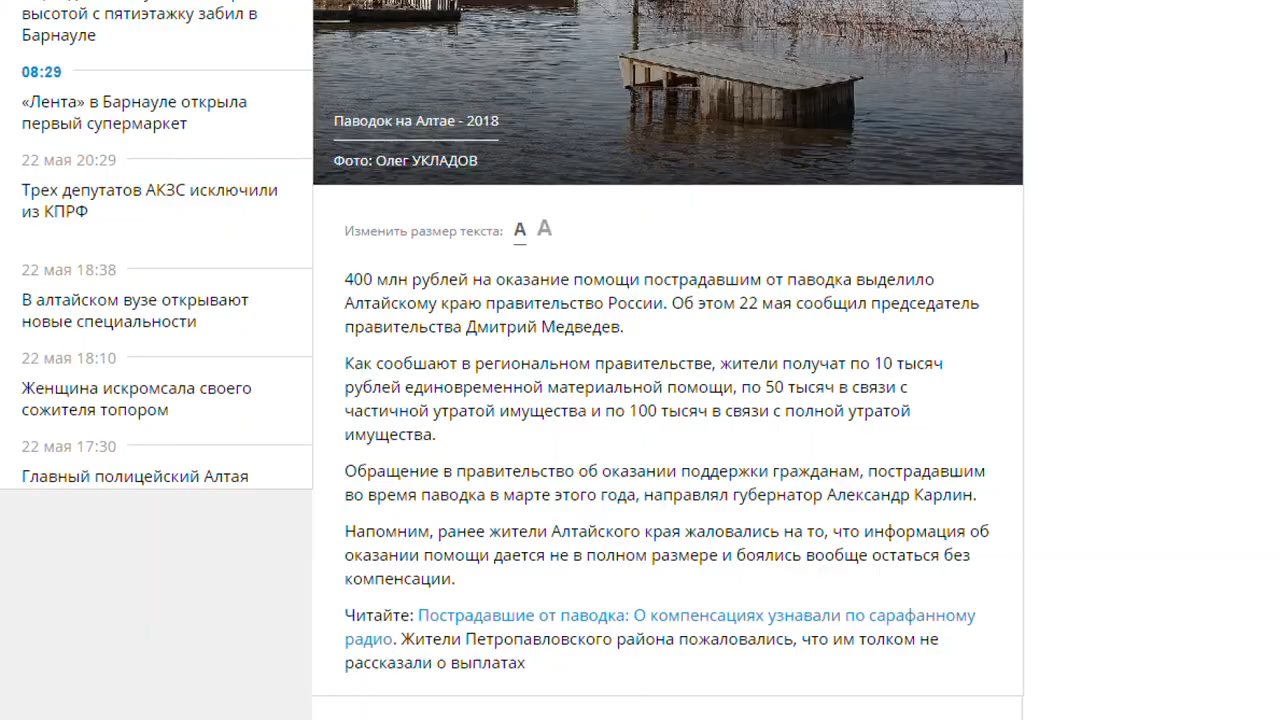 высотой с пятиэтажку забил в
Барнауле
08:29
«Лента» в Барнауле открыла
первый супермаркет
22 мая 20:29
Трех депутатов АКЗС исключили
из КПРФ
22 мая 18:38
В алтайском вузе открывают
новые специальности
22 мая 18:10
Женщина искромсала своего
сожителя топором
22 мая 17:30
Главный полицейский Алтая
Паводок на Алтае - 2018
Фото: Олег УКЛАДОВ
Изменить размер текста: А А
400 млн рублей на оказание помощи пострадавшим от паводка выделило
Алтайскому краю правительство России. Об этом 22 мая сообщил председатель
правительства Дмитрий Медведев.
Как сообшают в региональном правительстве, жители получат по 10 тысяч
рублей единовременной материальной помощи, по 50 тысяч в связи с
частичной утратой имущества и по 100 тысяч в связи с полной утратой
имущества.
Обращение в правительство об оказании поддержки гражданам, пострадавшим
во время паводка в марте этого года, направлял губернатор Александр Карлин.
Напомним, ранее жители Алтайского края жаловались на то, что информация об
оказании помощи дается не в полном размере и боялись вообще остаться без
компенсации.
Читайте: Пострадавшие от паводка: О компенсациях узнавали по сарафанному
радио. Жители Петропавловского района пожаловались, что им толком не
рассказали о выплатах